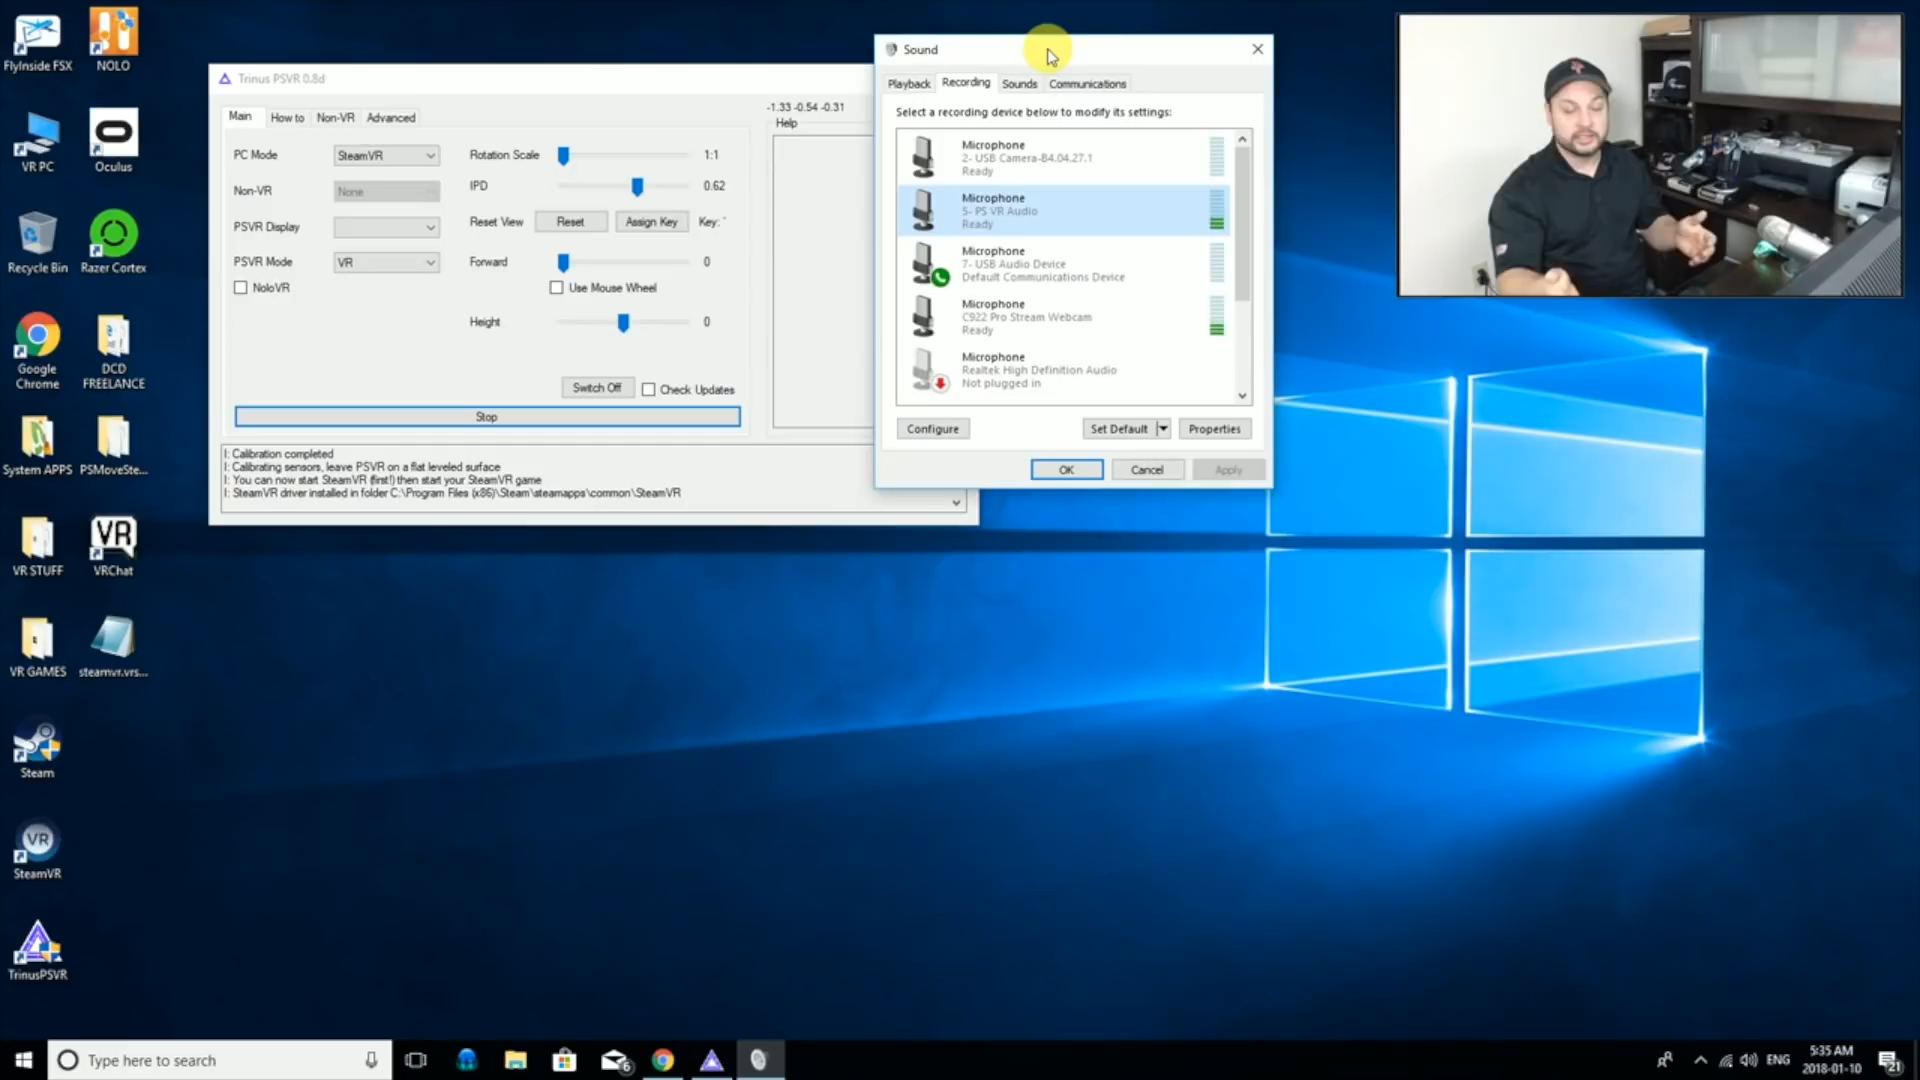 FlyInside FSX
NOLO
VR PC
Oculus
Recycle Bin
Razer Cortex
Google
Chrome
DCD
FREELANCE
System APPS
PSMoveSte...
VR STUFF
VR
VRChat
VR GAMES
steamvr.vrs...
Steam
VR
SteamVR
TrinusPSVR
Trinus PSVR 0.8d
Main
How to
Non-VR
Advanced
PC Mode
SteamVR
Non-VR
None
PSVR Display
PSVR Mode
VR
NoloVR
Rotation Scale
1:1
IPD
0.62
Reset View
Reset
Assign Key
Key: `
Forward
0
Use Mouse Wheel
Height
0
Switch Off
Check Updates
Stop
-1.33 -0.54 -0.31
Help
I: Calibration completed
I: Calibrating sensors, leave PSVR on a flat leveled surface
I: You can now start SteamVR (first!) then start your SteamVR game
I: SteamVR driver installed in folder C:\Program Files (x86)\Steam\steamapps\common\SteamVR
Sound
Playback
Recording
Sounds
Communications
Select a recording device below to modify its settings:
Microphone
2- USB Camera-B4.04.27.1
Ready
Microphone
5- PS VR Audio
Ready
Microphone
7- USB Audio Device
Default Communications Device
Microphone
C922 Pro Stream Webcam
Ready
Microphone
Realtek High Definition Audio
Not plugged in
Configure
Set Default
Properties
OK
Cancel
Apply
Type here to search
6
ENG
5:35 AM
2018-01-10
21